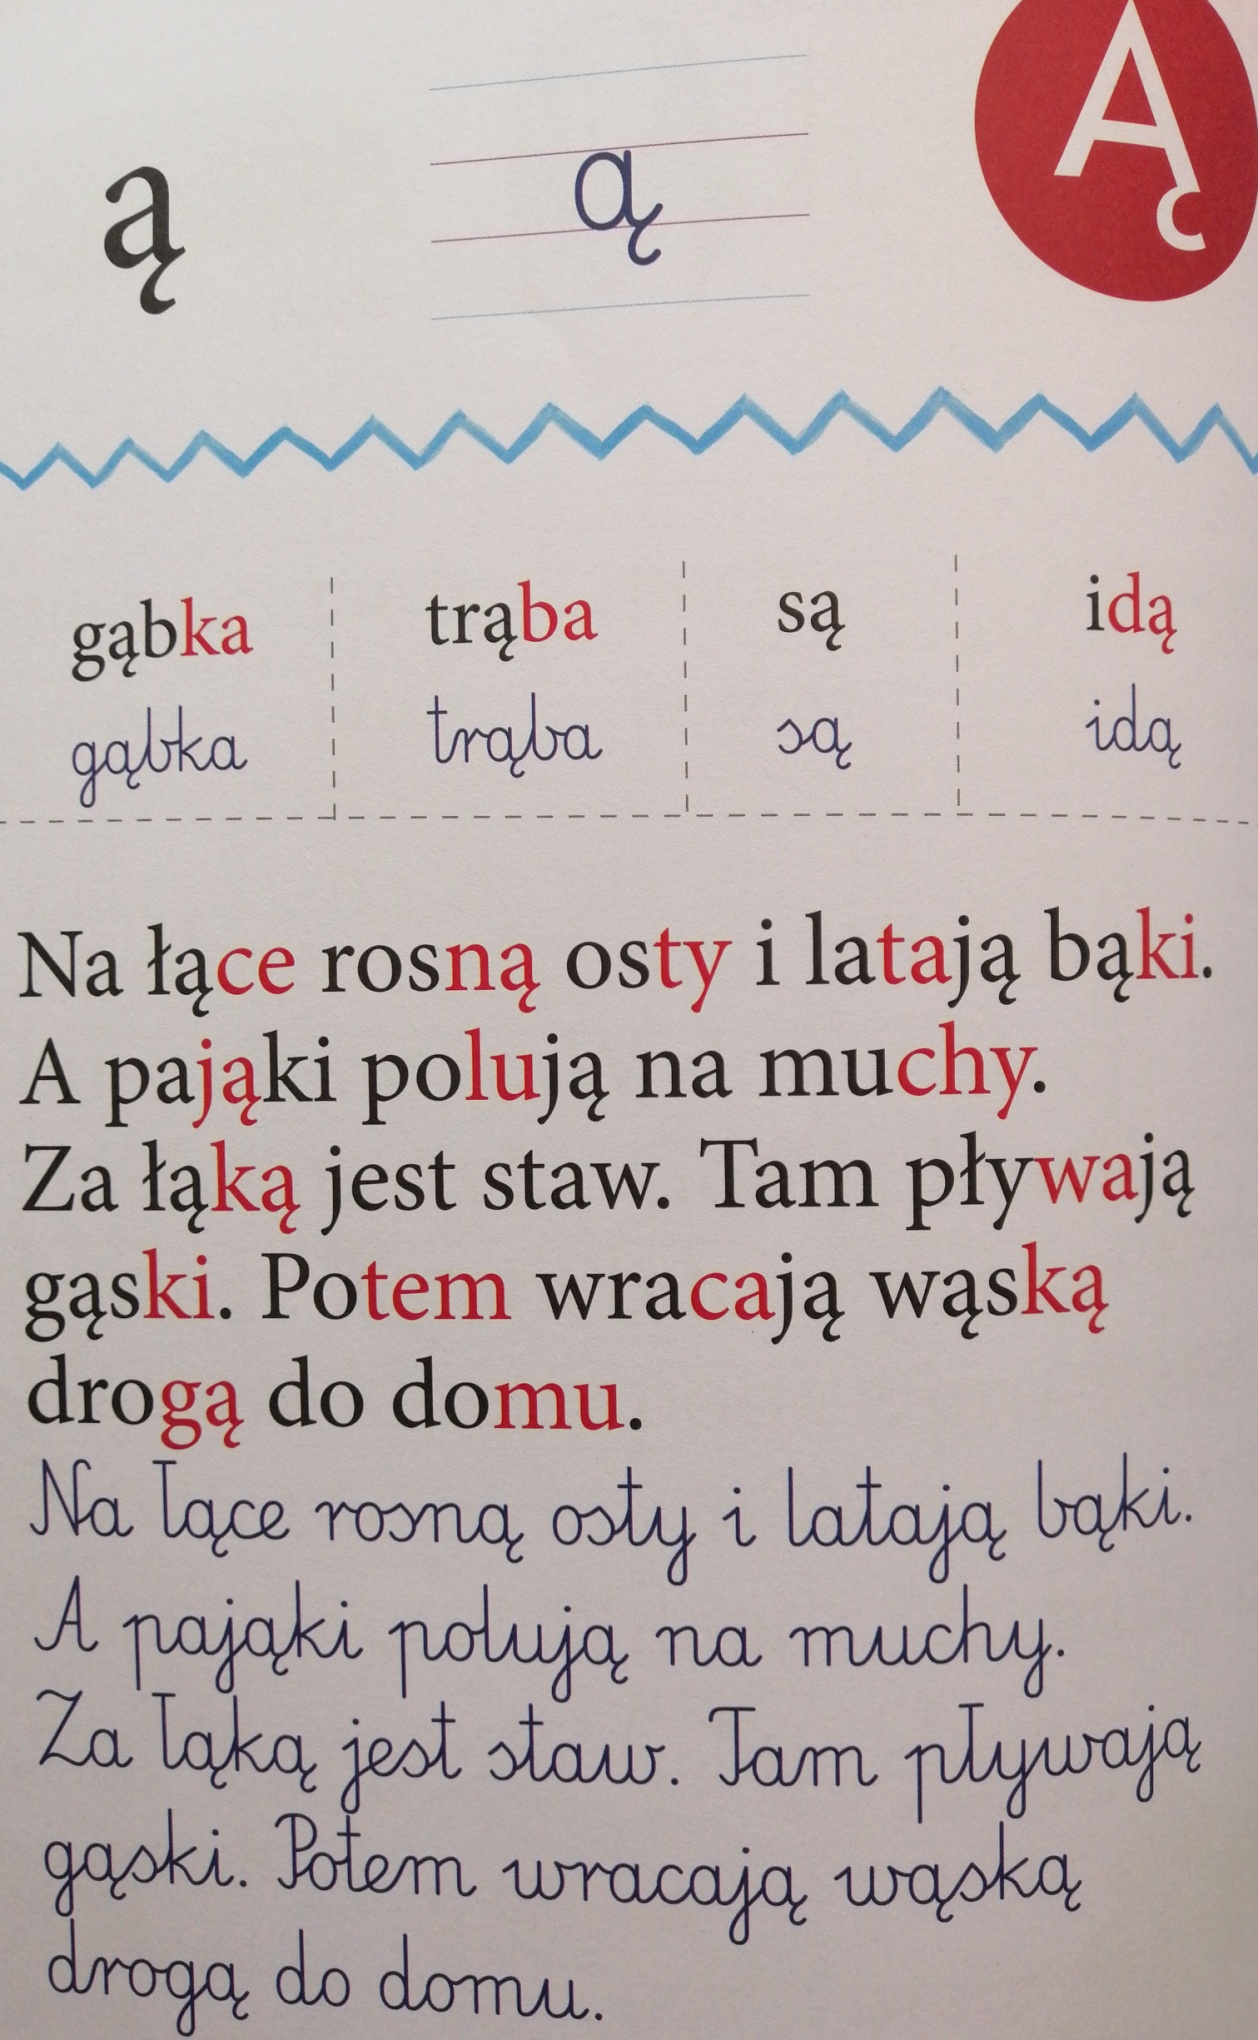 ą ą Ą
gąbka trąba są idą
gąbka trąba są idą
Na łące rosną osty i latają bąki.
A pająki polują na muchy.
Za łąką jest staw. Tam pływają
gąski. Potem wracają wąską
drogą do domu.
Na łące rosną osty i latają bąki.
A pająki polują na muchy.
Za łąką jest staw. Tam pływają
gąski. Potem wracają wąską
drogą do domu.